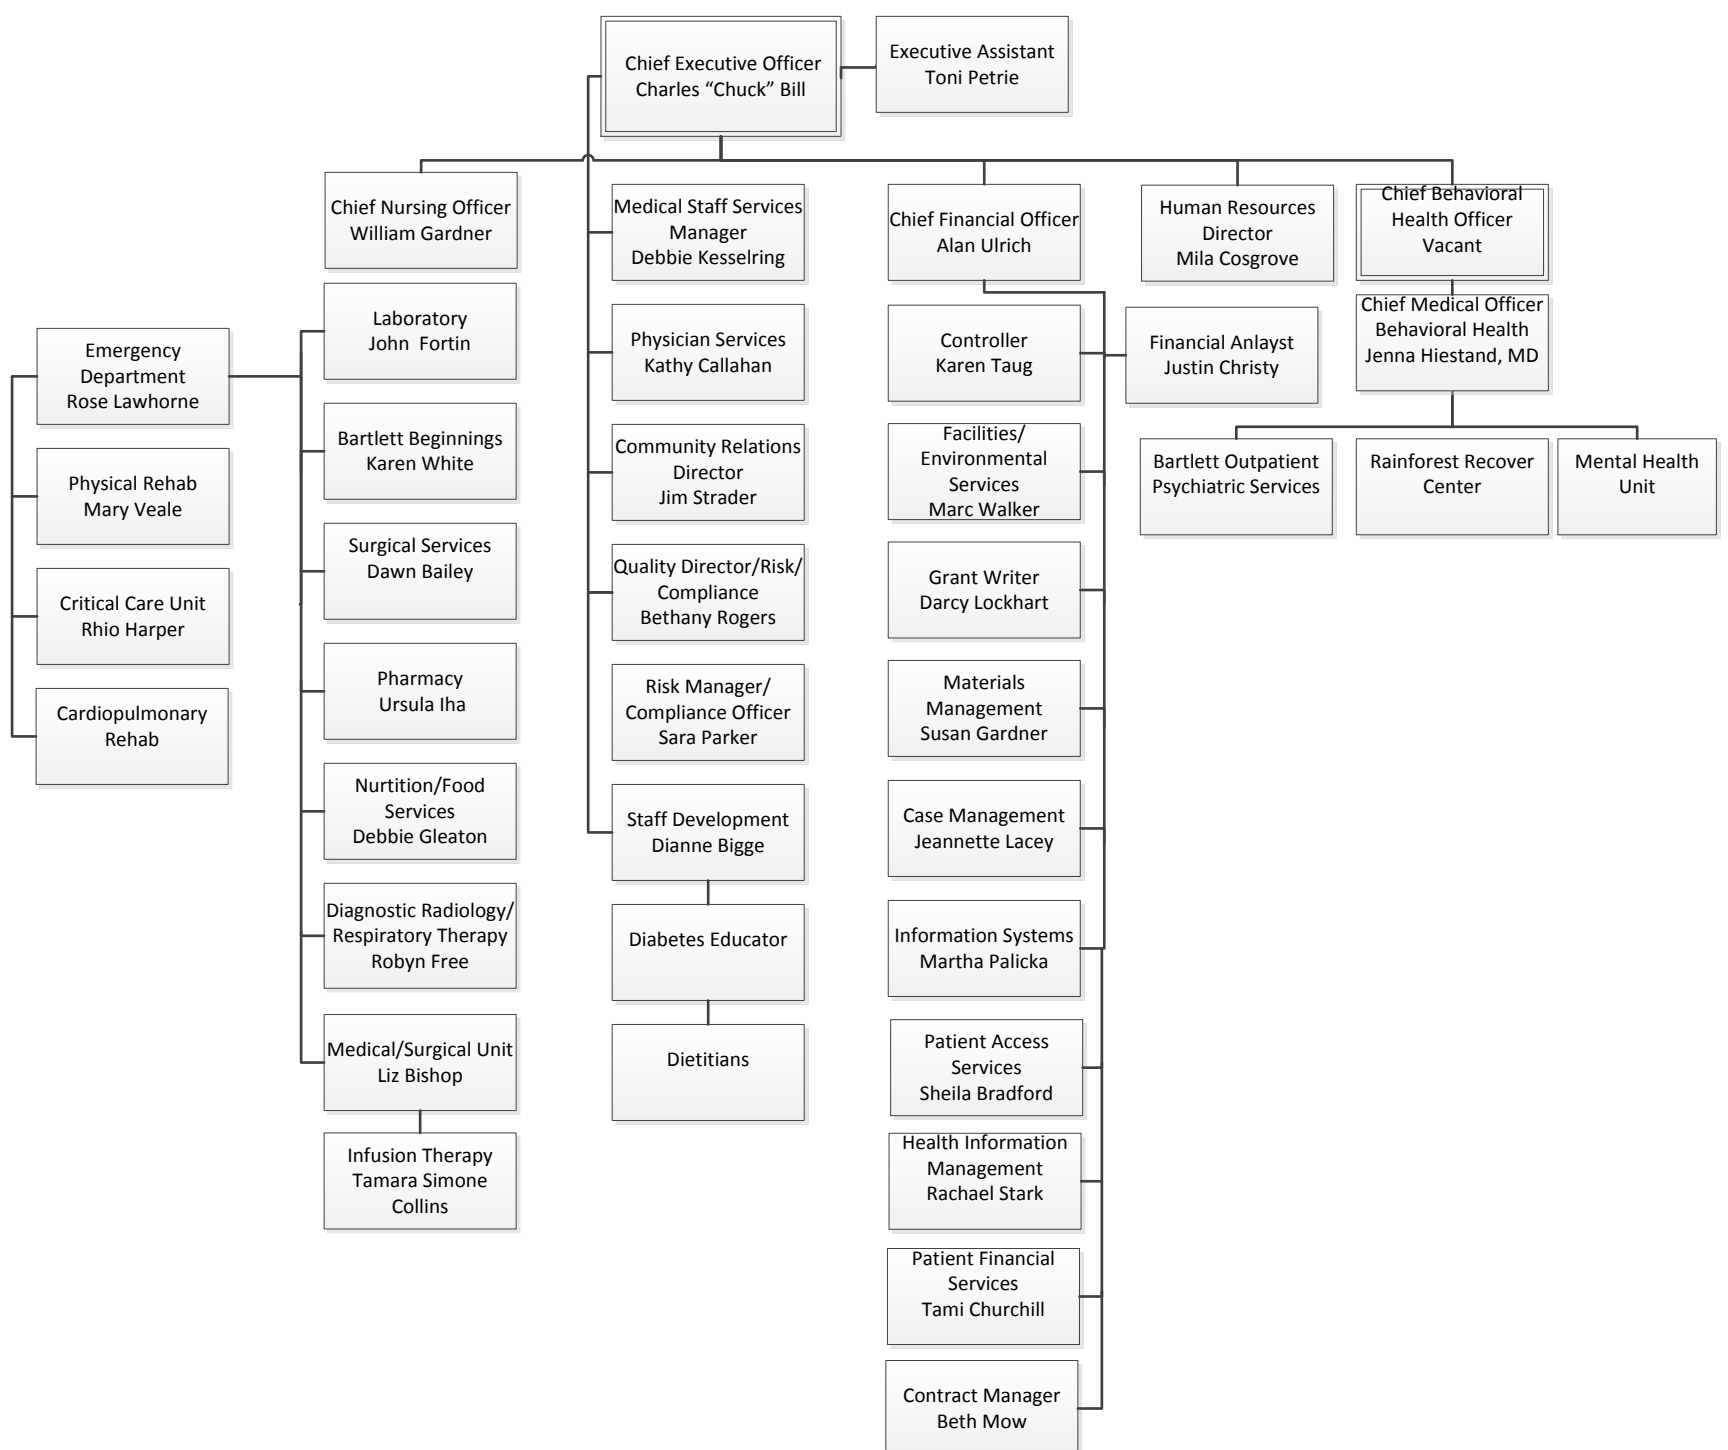 Chief Executive Officer
Charles “Chuck” Bill
Executive Assistant
Toni Petrie
Chief Nursing Officer
William Gardner
Medical Staff Services
Manager
Debbie Kesselring
Chief Financial Officer
Alan Ulrich
Human Resources
Director
Mila Cosgrove
Chief Behavioral
Health Officer
Vacant
Chief Medical Officer
Behavioral Health
Jenna Hiestand, MD
Bartlett Outpatient
Psychiatric Services
Rainforest Recover
Center
Mental Health
Unit
Emergency
Department
Rose Lawhorne
Physical Rehab
Mary Veale
Critical Care Unit
Rhio Harper
Cardiopulmonary
Rehab
Laboratory
John  Fortin
Bartlett Beginnings
Karen White
Surgical Services
Dawn Bailey
Pharmacy
Ursula Iha
Nurtition/Food
Services
Debbie Gleaton
Diagnostic Radiology/
Respiratory Therapy
Robyn Free
Medical/Surgical Unit
Liz Bishop
Infusion Therapy
Tamara Simone
Collins
Physician Services
Kathy Callahan
Community Relations
Director
Jim Strader
Quality Director/Risk/
Compliance
Bethany Rogers
Risk Manager/
Compliance Officer
Sara Parker
Staff Development
Dianne Bigge
Diabetes Educator
Dietitians
Controller
Karen Taug
Financial Anlayst
Justin Christy
Facilities/
Environmental
Services
Marc Walker
Grant Writer
Darcy Lockhart
Materials
Management
Susan Gardner
Case Management
Jeannette Lacey
Information Systems
Martha Palicka
Patient Access
Services
Sheila Bradford
Health Information
Management
Rachael Stark
Patient Financial
Services
Tami Churchill
Contract Manager
Beth Mow